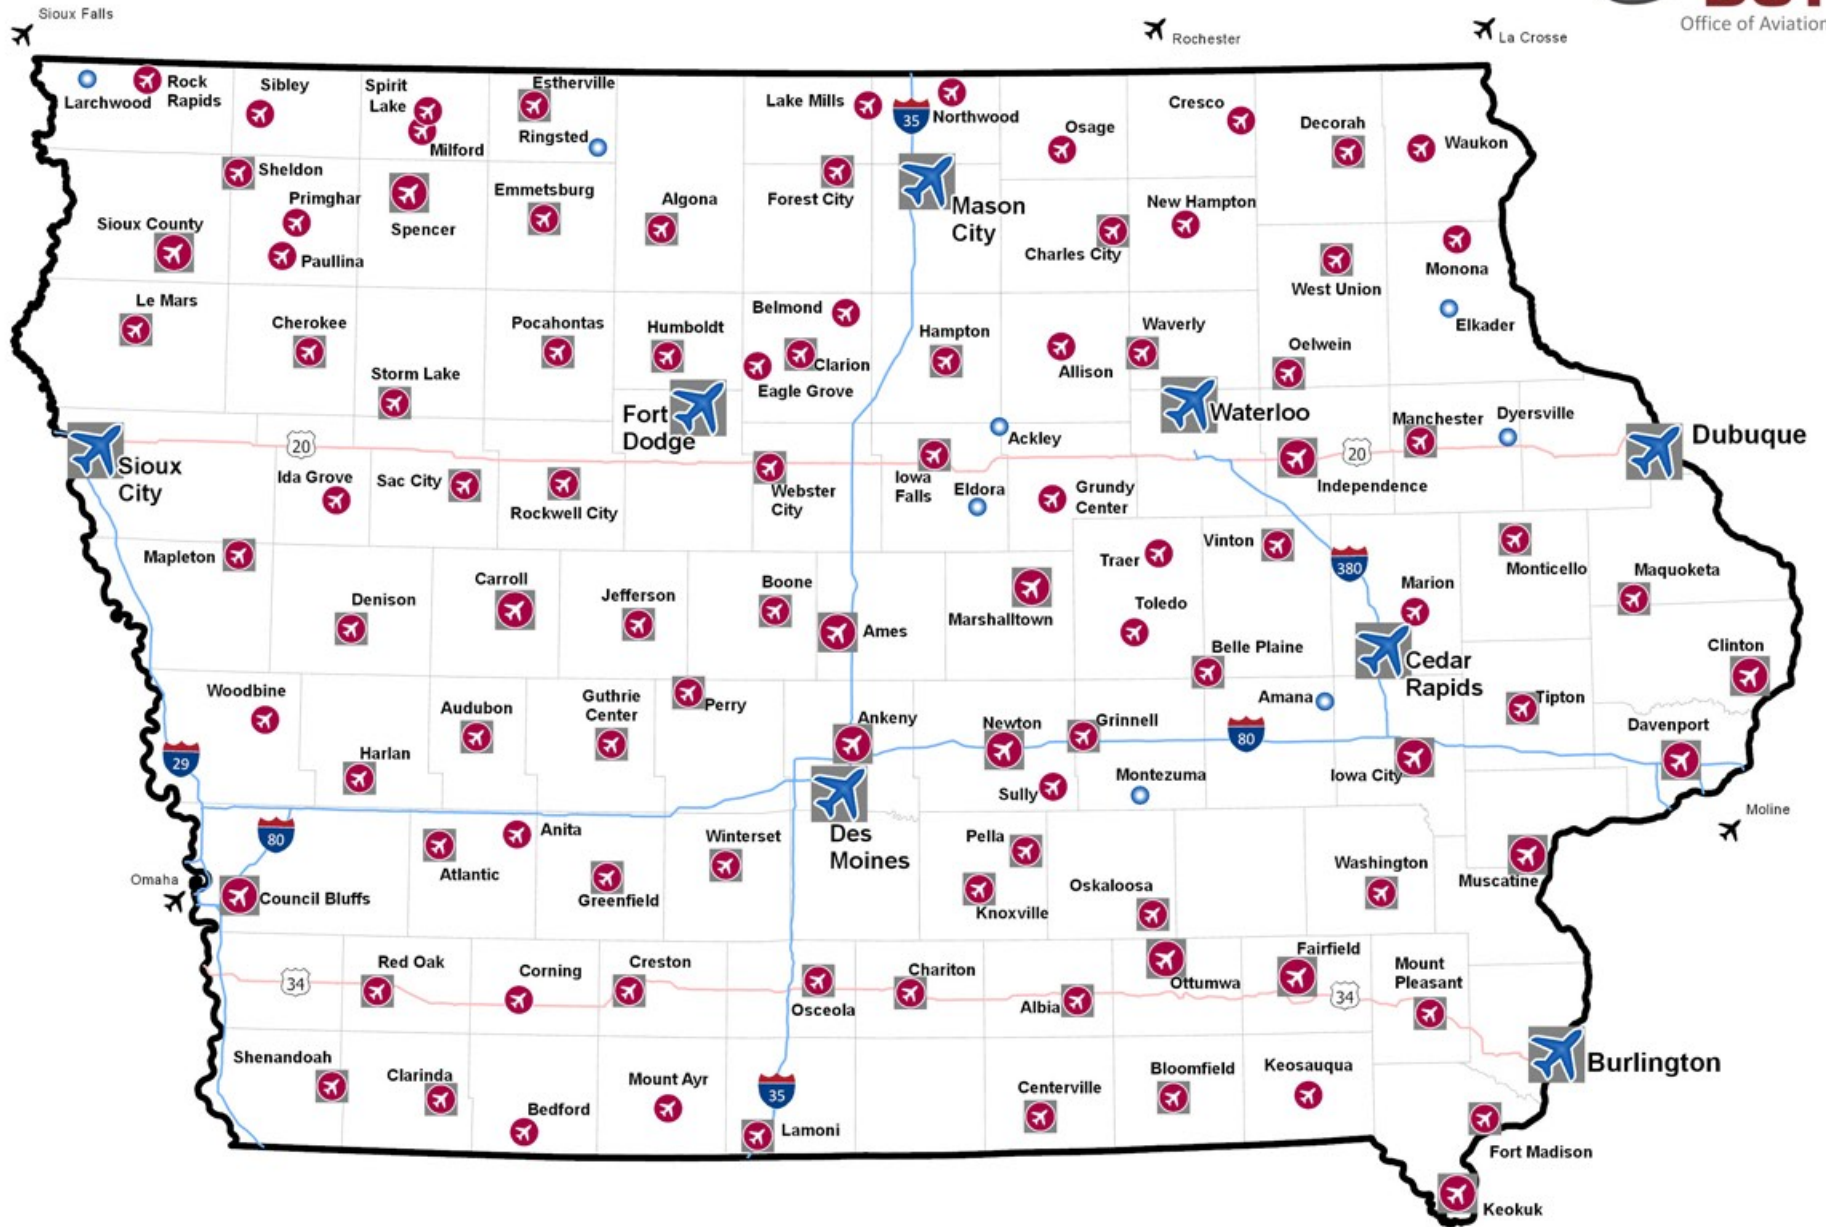 Sioux Falls
Rochester
La Crosse
Office of Aviation
Larchwood
Rock
Rapids
Sibley
Spirit
Lake
Milford
Estherville
Ringsted
Lake Mills
35
Northwood
Osage
Cresco
Decorah
Waukon
Sheldon
Primghar
Sioux County
Paullina
Spencer
Emmetsburg
Algona
Forest City
Mason
City
New Hampton
Charles City
West Union
Monona
Elkader
Le Mars
Cherokee
Storm Lake
Pocahontas
Humboldt
Belmond
Clarion
Eagle Grove
Hampton
Allison
Waverly
Oelwein
Fort
Dodge
Waterloo
Ackley
Manchester
Dyersville
Dubuque
20
20
Sioux
City
Ida Grove
Sac City
Rockwell City
Webster
City
Iowa
Falls
Eldora
Grundy
Center
Independence
Mapleton
Denison
Carroll
Jefferson
Boone
Ames
Marshalltown
Traer
Toledo
Vinton
380
Marion
Monticello
Maquoketa
Belle Plaine
Cedar
Rapids
Clinton
Woodbine
Harlan
Audubon
Guthrie
Center
Perry
Ankeny
Newton
Grinnell
Amana
80
Iowa City
Tipton
Davenport
29
Sully
Montezuma
Moline
80
Atlantic
Anita
Greenfield
Winterset
Des
Moines
Pella
Knoxville
Oskaloosa
Washington
Muscatine
Omaha
Council Bluffs
34
Red Oak
Corning
Creston
Osceola
Chariton
Albia
Ottumwa
Fairfield
34
Mount
Pleasant
Burlington
Shenandoah
Clarinda
Bedford
Mount Ayr
35
Lamoni
Centerville
Bloomfield
Keosauqua
Fort Madison
Keokuk